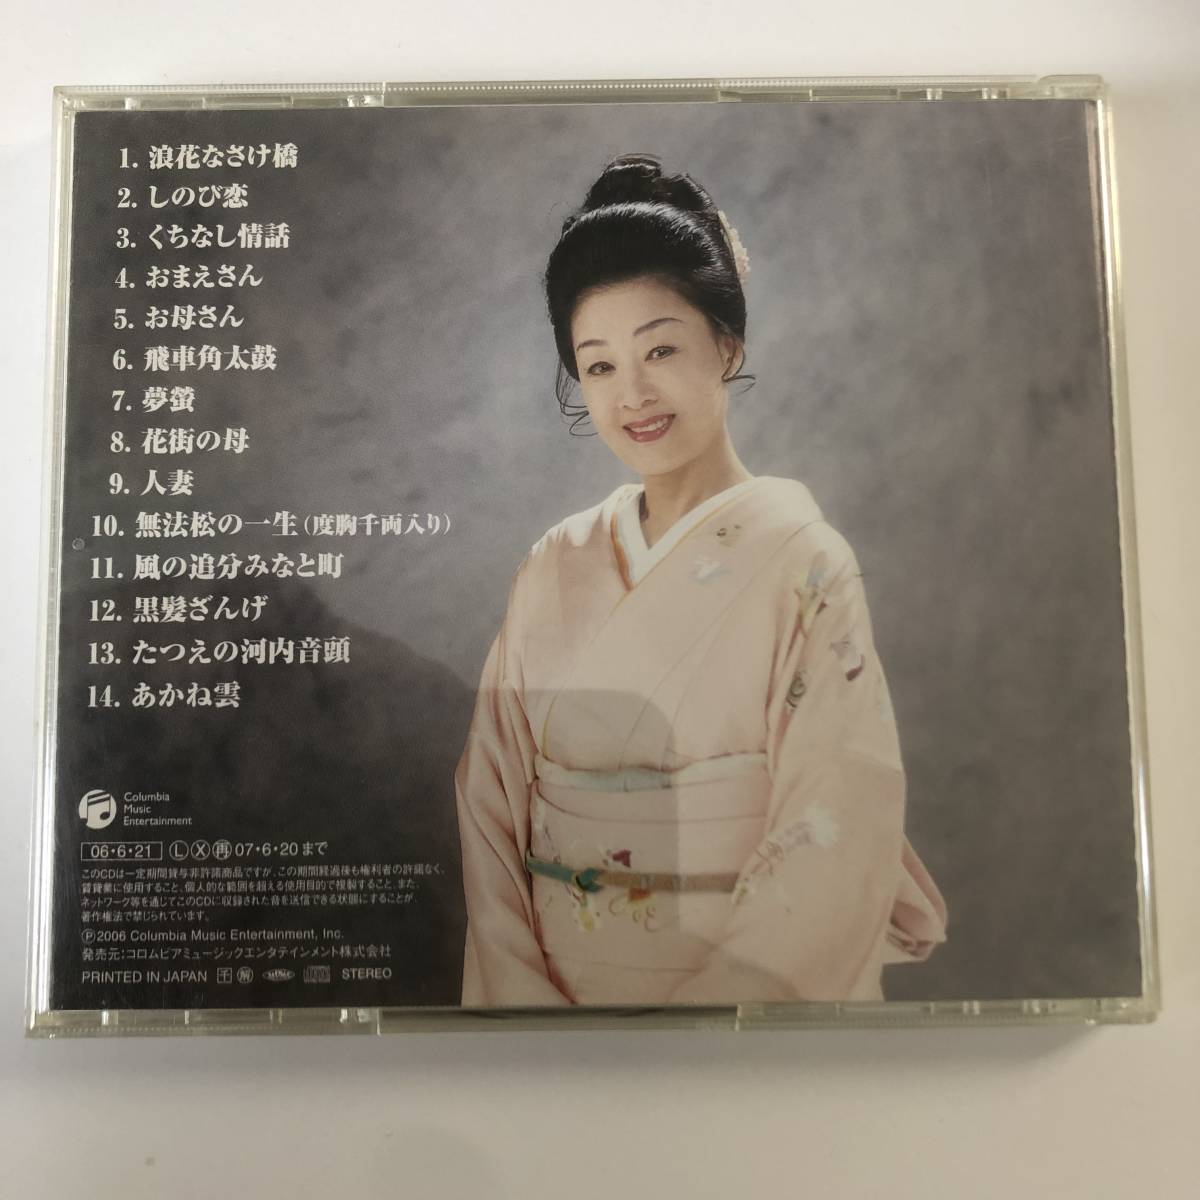 1. 浪花なさけ橋
2. しのび恋
3. くちなし情話
4. おまえさん
5. お母さん
6. 飛車角太鼓
7. 夢螢
8. 花街の母
9. 人妻
10. 無法松の一生(度胸千両入り)
11. 風の追分みなと町
12. 黒髪ざんげ
13. たつえの河内音頭
14. あかね雲
Columbia
Music
Entertainment
06・6・21 Ⓛ Ⓧ ㊢ 07・6・20まで
このCDは一定期間貸与非許諾商品ですが、この期間経過後も権利者の許諾なく、
賃貸業に使用すること、個人的な範囲を超える使用目的で複製すること、また、
ネットワーク等を通じてこのCDに収録された音を送信できる状態にすることが、
著作権法で禁じられています。
Ⓟ2006 Columbia Music Entertainment, Inc.
発売元:コロムビアミュージックエンタテインメント株式会社
PRINTED IN JAPAN STEREO